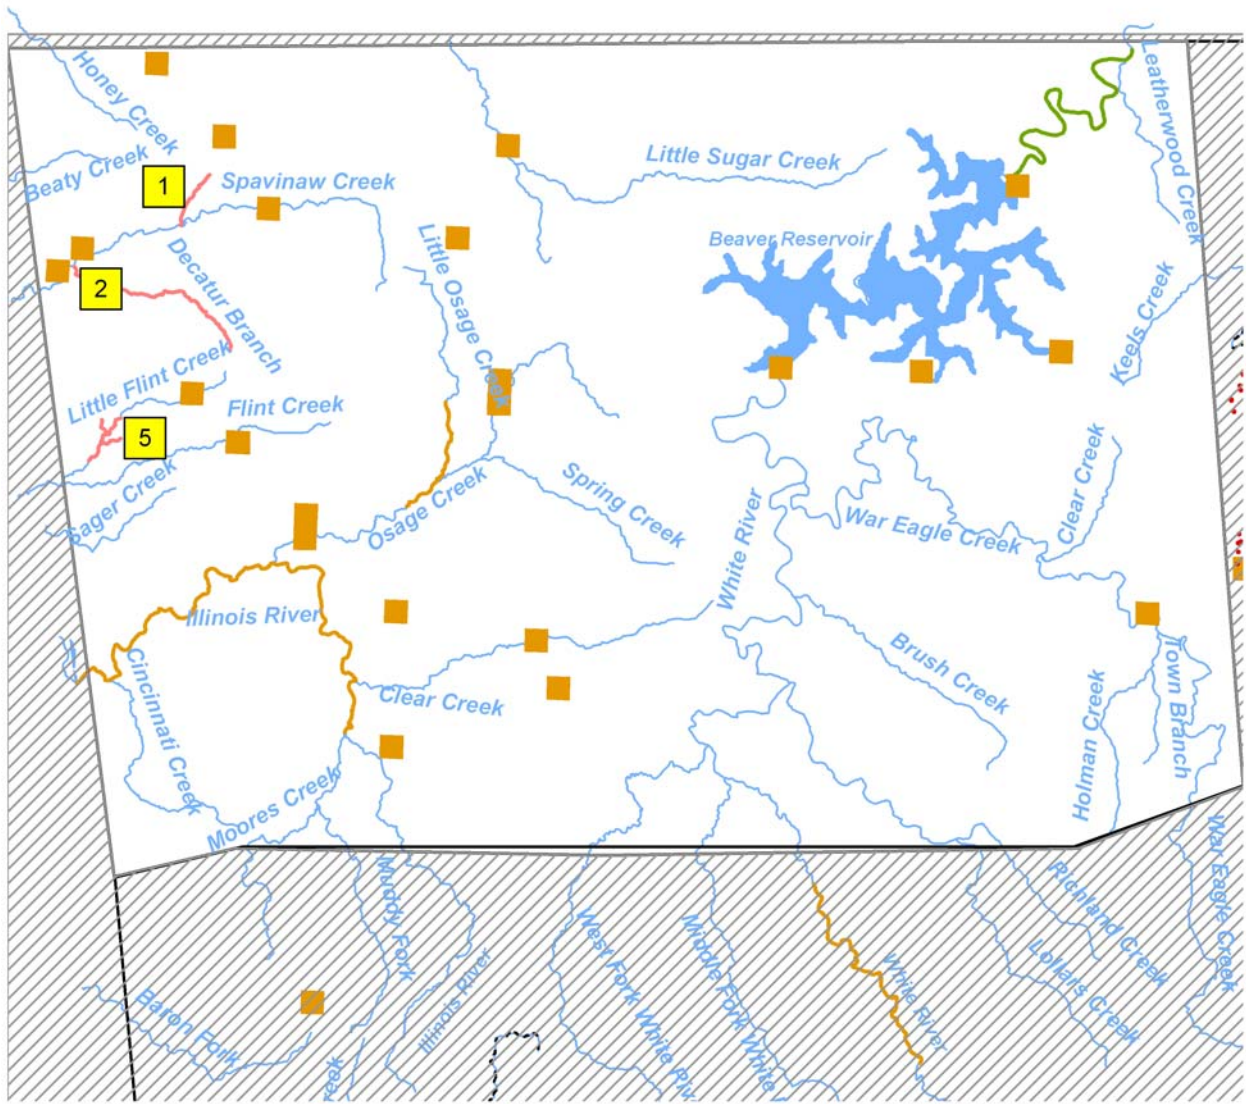 Honey Creek
Leatherwood Creek
Beaty Creek
Little Sugar Creek
1
Spavinaw Creek
Beaver Reservoir
Decatur Branch
Little Osage Creek
2
Keels Creek
Little Flint Creek
Flint Creek
5
Sager Creek
Osage Creek
Spring Creek
White River
War Eagle Creek
Clear Creek
Illinois River
Cincinnati Creek
Clear Creek
Brush Creek
Holman Creek
Town Branch
Moores Creek
Muddy Fork
Illinois River
West Fork White Riv
Middle Fork White
White River
Richland Creek
Lollars Creek
War Eagle Creek
Baron Fork
reek